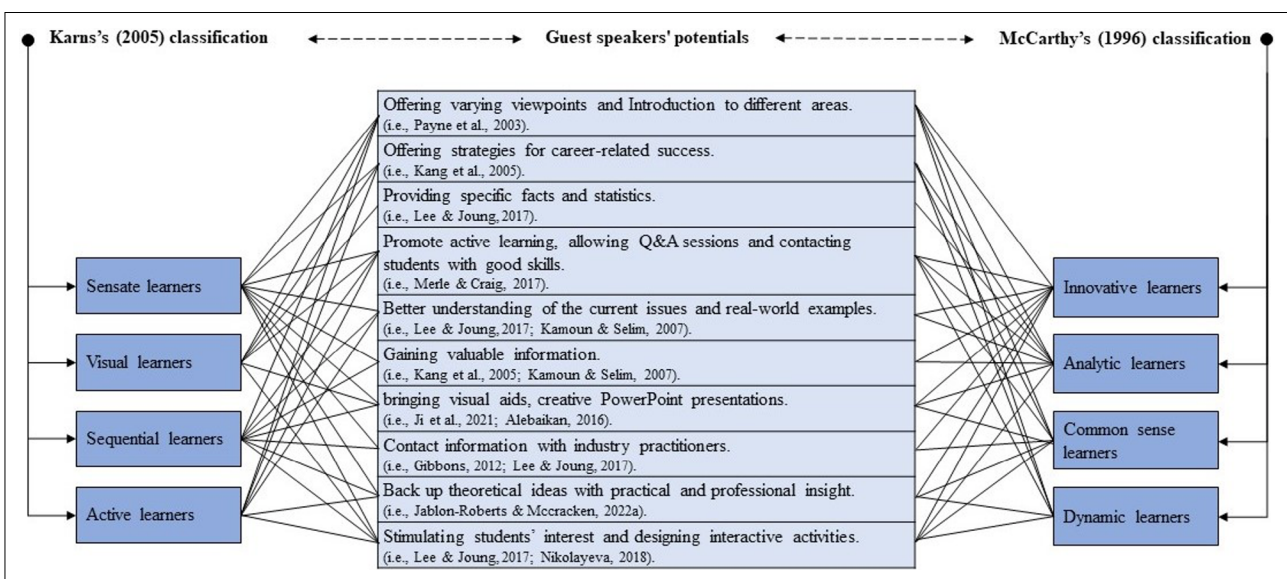 Karns's (2005) classification
Guest speakers' potentials
McCarthy's (1996) classification
Sensate learners
Visual learners
Sequential learners
Active learners
Offering varying viewpoints and Introduction to different areas.
(i.e., Payne et al., 2003).
Offering strategies for career-related success.
(i.e., Kang et al., 2005).
Providing specific facts and statistics.
(i.e., Lee & Joung, 2017).
Promote active learning, allowing Q&A sessions and contacting
students with good skills.
(i.e., Merle & Craig, 2017).
Better understanding of the current issues and real-world examples.
(i.e., Lee & Joung, 2017; Kamoun & Selim, 2007).
Gaining valuable information.
(i.e., Kang et al., 2005; Kamoun & Selim, 2007).
bringing visual aids, creative PowerPoint presentations.
(i.e., Ji et al., 2021; Alebaikan, 2016).
Contact information with industry practitioners.
(i.e., Gibbons, 2012; Lee & Joung, 2017).
Back up theoretical ideas with practical and professional insight.
(i.e., Jablon-Roberts & Mccracken, 2022a).
Stimulating students' interest and designing interactive activities.
(i.e., Lee & Joung, 2017; Nikolayeva, 2018).
Innovative learners
Analytic learners
Common sense
learners
Dynamic learners